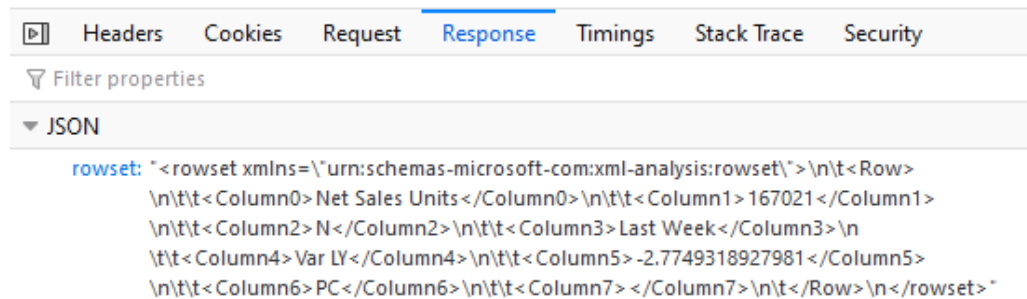 Headers Cookies Request Response Timings Stack Trace Security
Filter properties
JSON
rowset: "<rowset xmlns=\"urn:schemas-microsoft-com:xml-analysis:rowset\">\n\t<Row>
\n\t\t<Column0>Net Sales Units</Column0>\n\t\t<Column1>167021</Column1>
\n\t\t<Column2>N</Column2>\n\t\t<Column3>Last Week</Column3>\n
\t\t<Column4>Var LY</Column4>\n\t\t<Column5>-2.7749318927981</Column5>
\n\t\t<Column6>PC</Column6>\n\t\t<Column7></Column7>\n\t</Row>\n</rowset>"